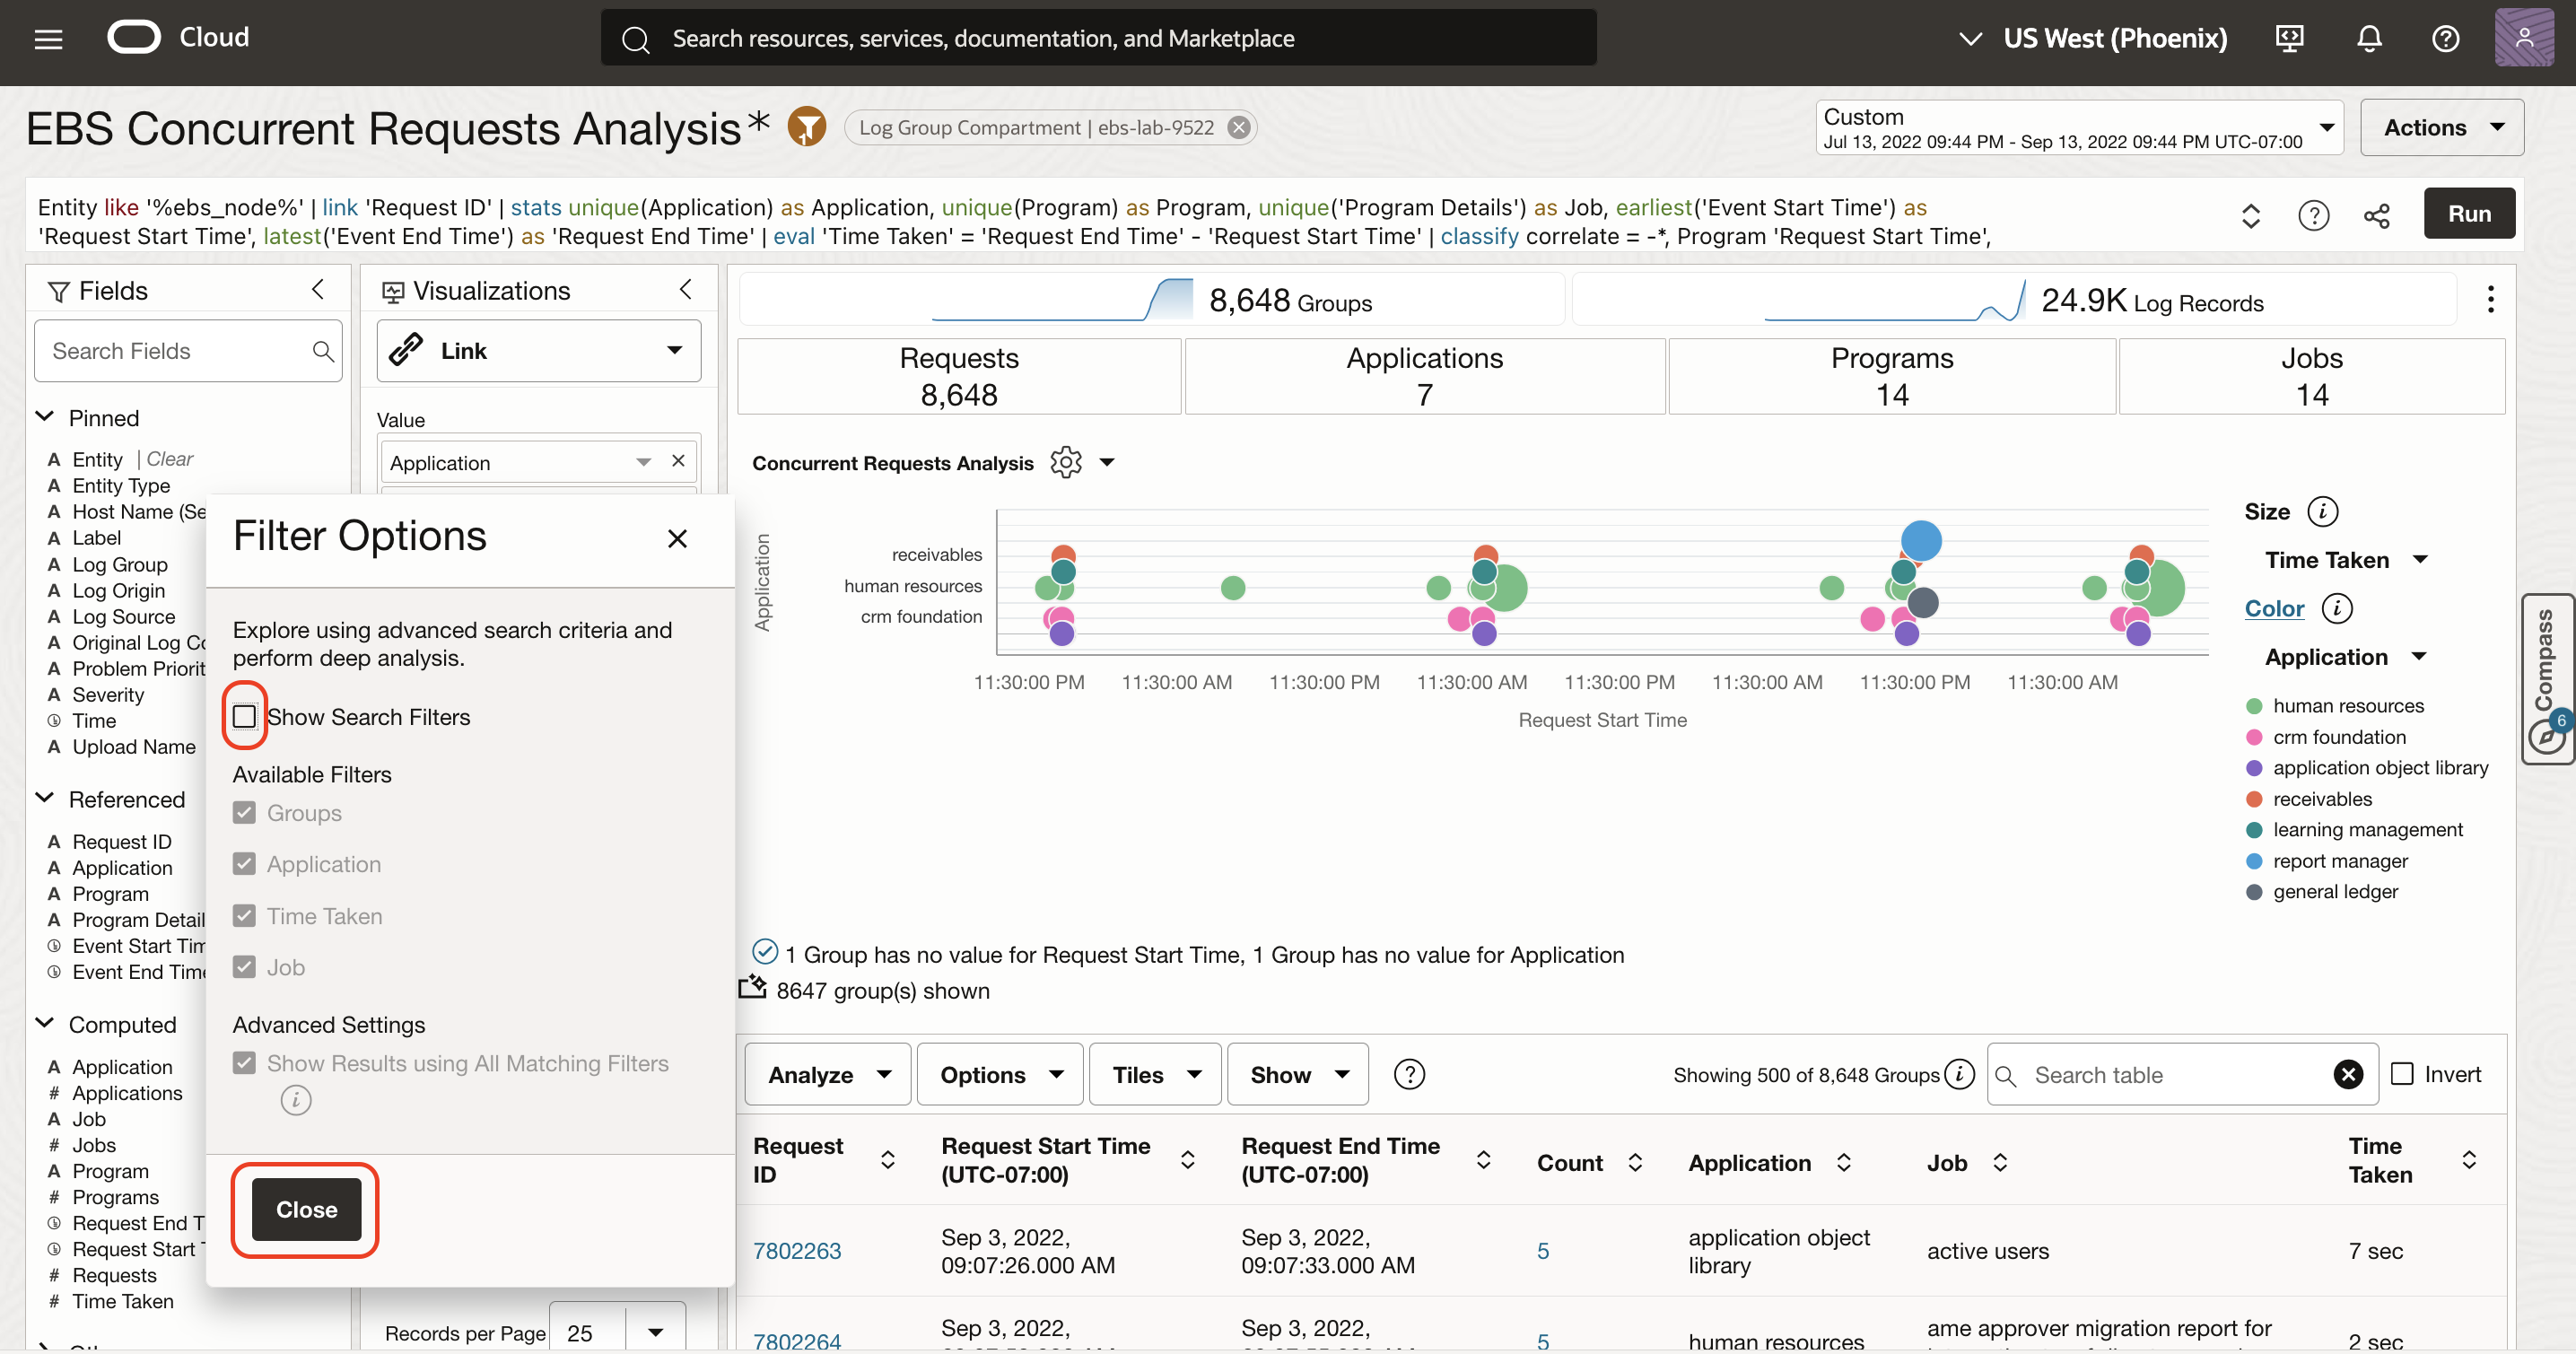 Cloud
Search resources, services, documentation, and Marketplace
US West (Phoenix)
EBS Concurrent Requests Analysis*
Log Group Compartment | ebs-lab-9522
Custom
Jul 13, 2022 09:44 PM - Sep 13, 2022 09:44 PM UTC-07:00
Actions
Entity like '%ebs_node%' | link 'Request ID' | stats unique(Application) as Application, unique(Program) as Program, unique('Program Details') as Job, earliest('Event Start Time') as
'Request Start Time', latest('Event End Time') as 'Request End Time' | eval 'Time Taken' = 'Request End Time' - 'Request Start Time' | classify correlate = -*, Program 'Request Start Time',
Run
Fields
Search Fields
Pinned
A Entity | Clear
A Entity Type
A Host Name (Se
A Label
A Log Group
A Log Origin
A Log Source
A Original Log Co
A Problem Priorit
A Severity
Time
A Upload Name
Referenced
A Request ID
A Application
A Program
A Program Detail
Event Start Tim
Event End Time
Computed
A Application
# Applications
A Job
# Jobs
A Program
# Programs
Request End T
Request Start T
# Requests
# Time Taken
Visualizations
Link
Value
Application
Filter Options
Explore using advanced search criteria and
perform deep analysis.
Show Search Filters
Available Filters
Groups
Application
Time Taken
Job
Advanced Settings
Show Results using All Matching Filters
Close
Records per Page 25
8,648 Groups
24.9K Log Records
Requests
8,648
Applications
7
Programs
14
Jobs
14
Concurrent Requests Analysis
Application
receivables
human resources
crm foundation
11:30:00 PM 11:30:00 AM 11:30:00 PM 11:30:00 AM 11:30:00 PM 11:30:00 AM 11:30:00 PM 11:30:00 AM
Request Start Time
Size
Time Taken
Color
Application
human resources
crm foundation
application object library
receivables
learning management
report manager
general ledger
Compass
6
1 Group has no value for Request Start Time, 1 Group has no value for Application
8647 group(s) shown
Analyze
Options
Tiles
Show
Showing 500 of 8,648 Groups
Search table
Invert
Request
ID
Request Start Time
(UTC-07:00)
Request End Time
(UTC-07:00)
Count
Application
Job
Time
Taken
7802263
Sep 3, 2022,
09:07:26.000 AM
Sep 3, 2022,
09:07:33.000 AM
5
application object
library
active users
7 sec
7802264
Sep 3, 2022,
Sep 3, 2022,
5
human resources
ame approver migration report for
2 sec